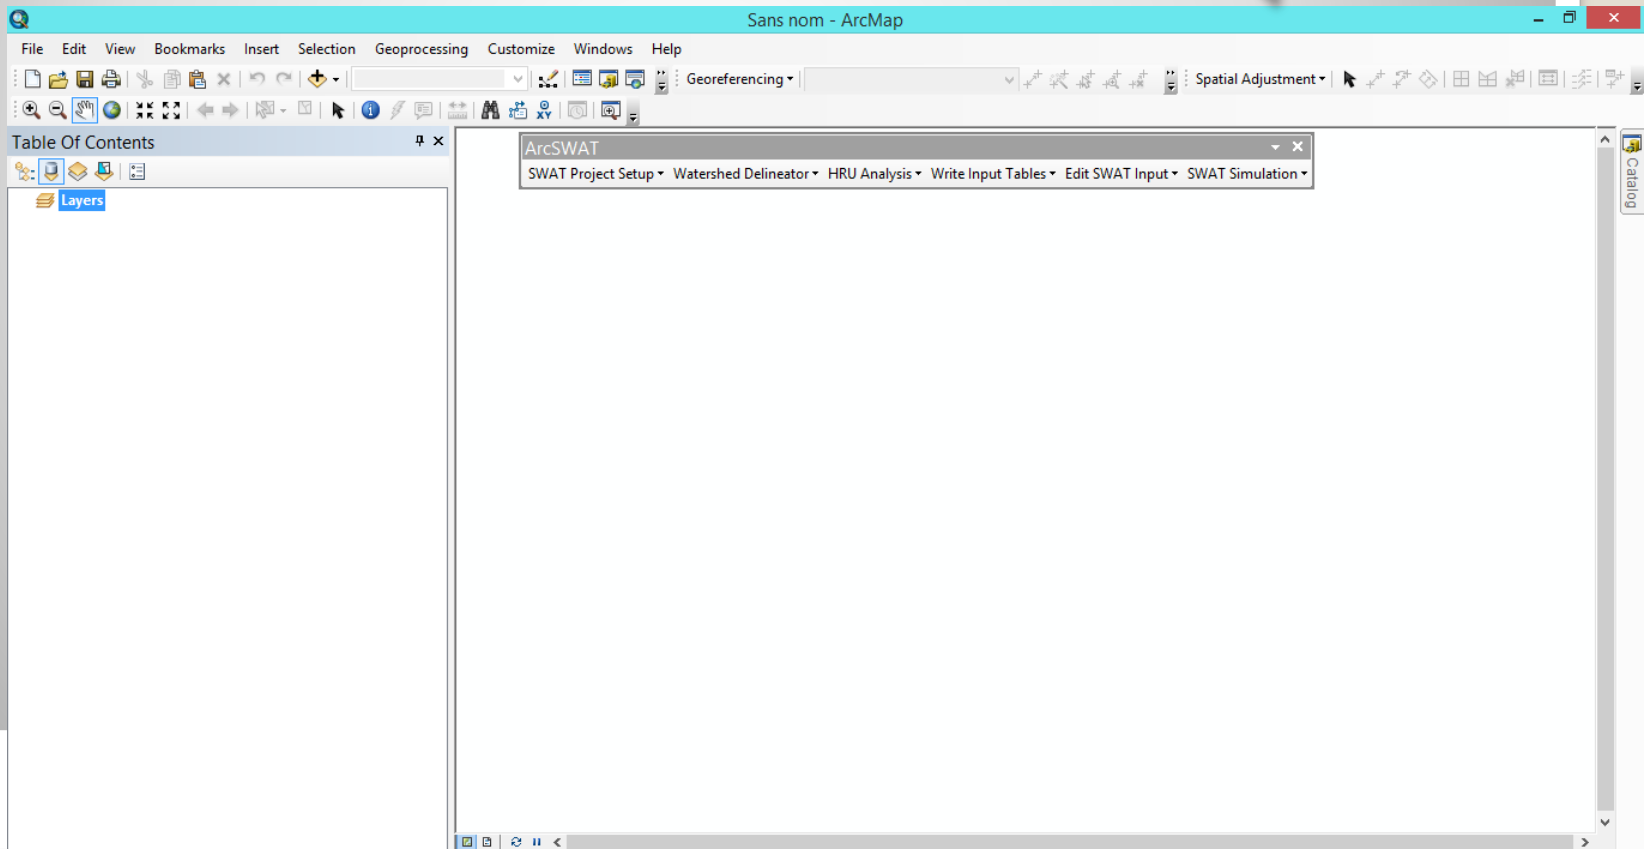 Sans nom - ArcMap
File Edit View Bookmarks Insert Selection Geoprocessing Customize Windows Help
Georeferencing Spatial Adjustment
XY
Table Of Contents
Layers
ArcSWAT
SWAT Project Setup Watershed Delineator HRU Analysis Write Input Tables Edit SWAT Input SWAT Simulation
Catalog